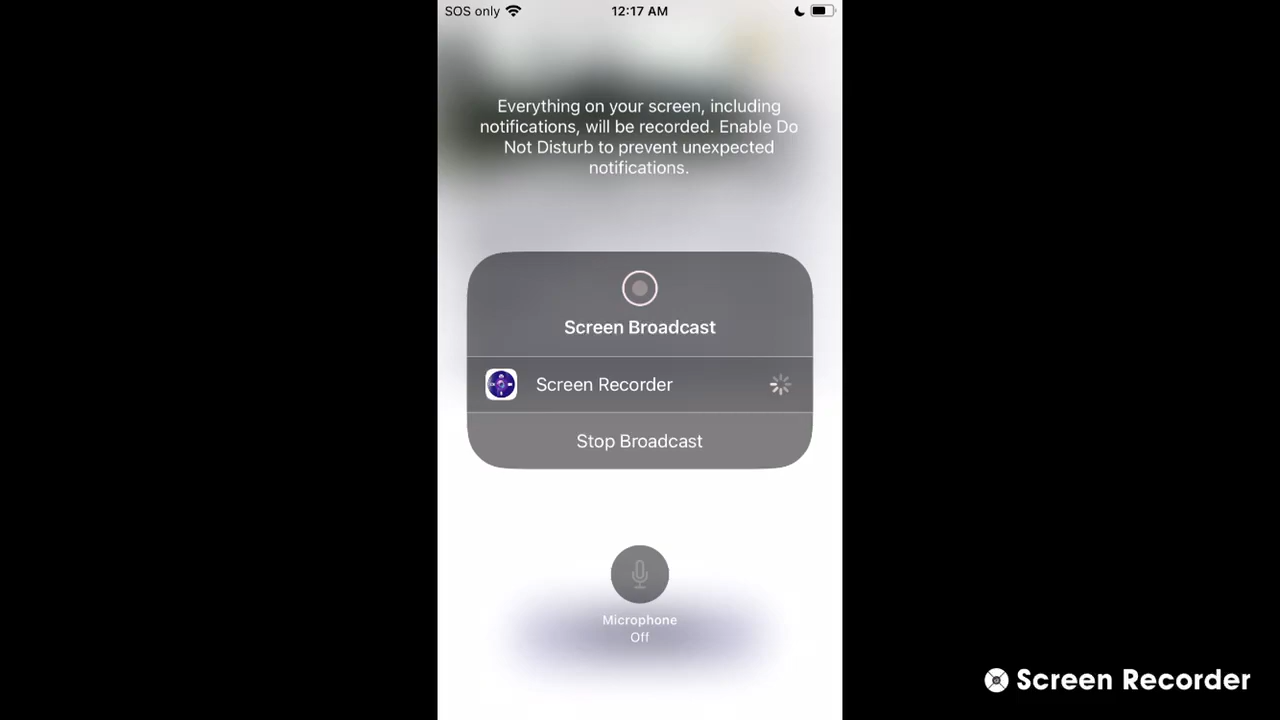 SOS only
12:17 AM
Everything on your screen, including
notifications, will be recorded. Enable Do
Not Disturb to prevent unexpected
notifications.
Screen Broadcast
Screen Recorder
Stop Broadcast
Microphone
Off
Screen Recorder